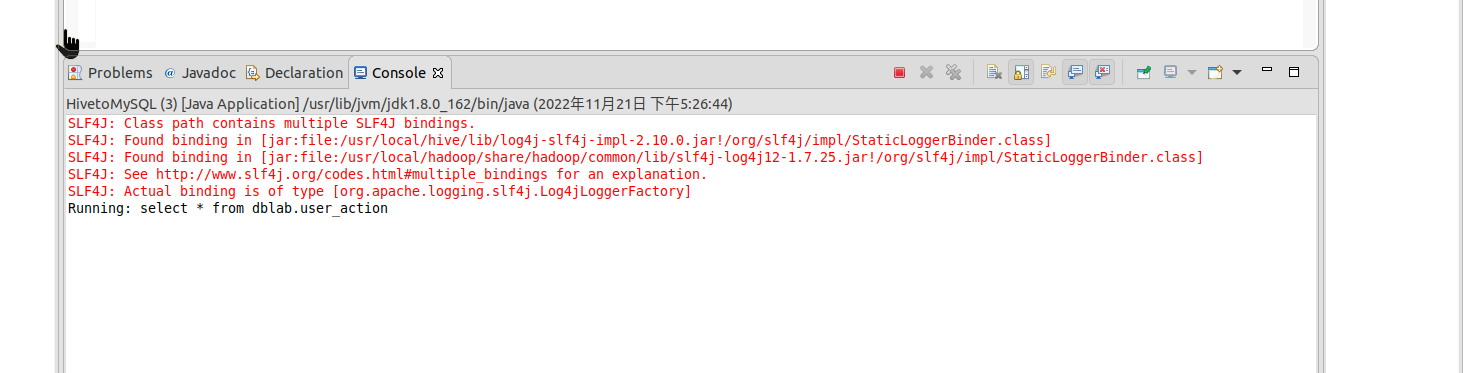 Problems Javadoc Declaration Console
HivetoMySQL (3) [Java Application] /usr/lib/jvm/jdk1.8.0_162/bin/java (2022年11月21日 下午5:26:44)
SLF4J: Class path contains multiple SLF4J bindings.
SLF4J: Found binding in [jar:file:/usr/local/hive/lib/log4j-slf4j-impl-2.10.0.jar!/org/slf4j/impl/StaticLoggerBinder.class]
SLF4J: Found binding in [jar:file:/usr/local/hadoop/share/hadoop/common/lib/slf4j-log4j12-1.7.25.jar!/org/slf4j/impl/StaticLoggerBinder.class]
SLF4J: See http://www.slf4j.org/codes.html#multiple_bindings for an explanation.
SLF4J: Actual binding is of type [org.apache.logging.slf4j.Log4jLoggerFactory]
Running: select * from dblab.user_action